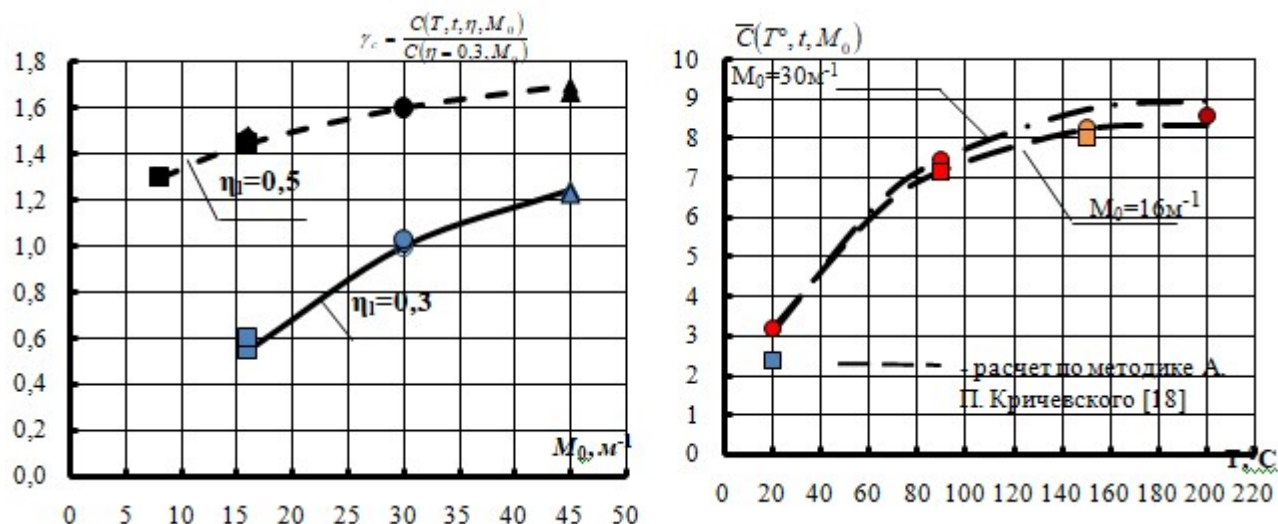 γc = C(T,t,η,M0) / C(η=0.3.M0)
1,8
1,6
1,4
1,2
1,0
0,8
0,6
0,4
0,2
0,0
η1=0,5
η1=0,3
M0, м-1
0 5 10 15 20 25 30 35 40 45 50
C(T°,t,M0)
10
9
8
7
6
5
4
3
2
1
0
M0=30м-1
M0=16м-1
- расчет по методике А.
П. Кричевского [18]
T, C
0 20 40 60 80 100 120 140 160 180 200 220